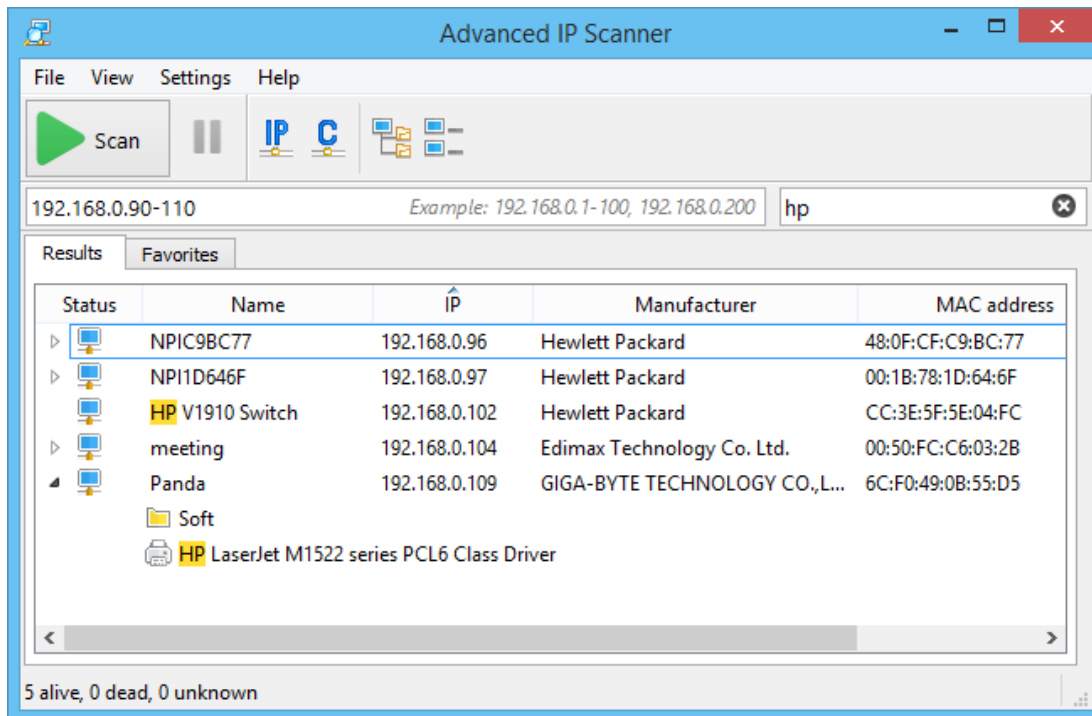 Advanced IP Scanner
File View Settings Help
Scan IP C
192.168.0.90-110 Example: 192.168.0.1-100, 192.168.0.200 hp
Results Favorites
Status Name IP Manufacturer MAC address
NPIC9BC77 192.168.0.96 Hewlett Packard 48:0F:CF:C9:BC:77
NPI1D646F 192.168.0.97 Hewlett Packard 00:1B:78:1D:64:6F
HP V1910 Switch 192.168.0.102 Hewlett Packard CC:3E:5F:5E:04:FC
meeting 192.168.0.104 Edimax Technology Co. Ltd. 00:50:FC:C6:03:2B
Panda 192.168.0.109 GIGA-BYTE TECHNOLOGY CO.,L... 6C:F0:49:0B:55:D5
Soft
HP LaserJet M1522 series PCL6 Class Driver
5 alive, 0 dead, 0 unknown